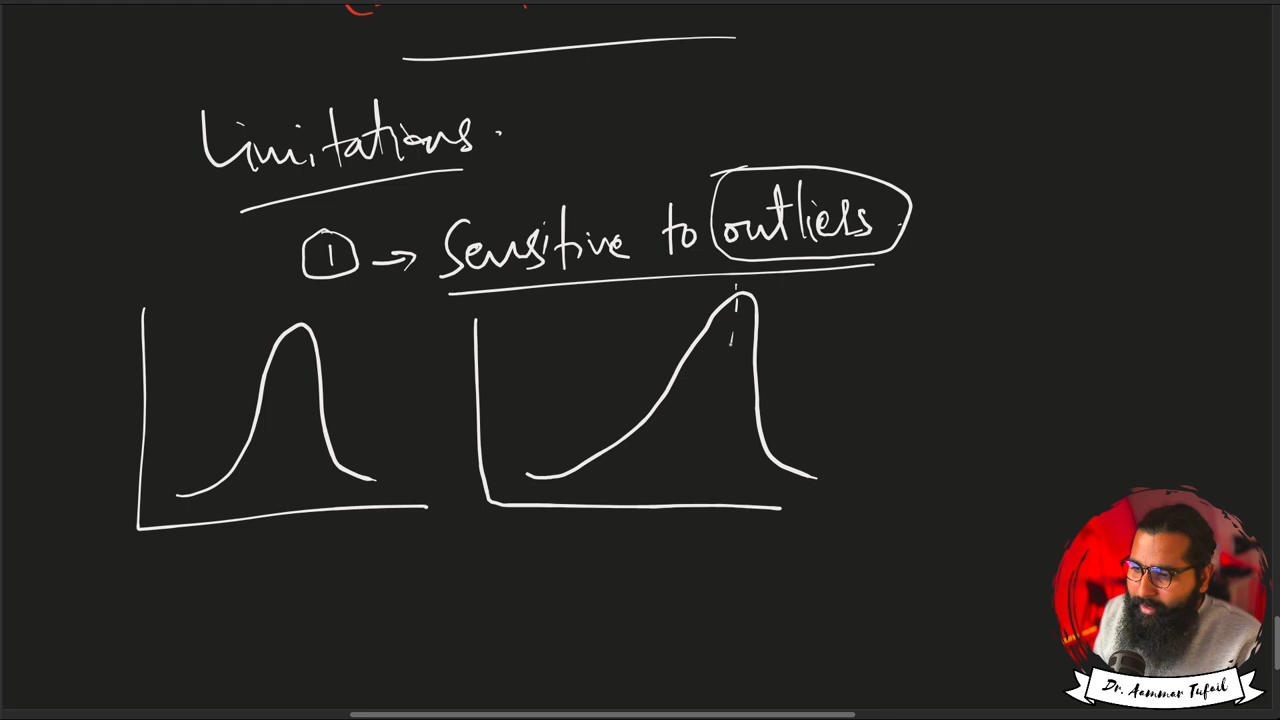 Limitations.
1 → Sensitive to outliers
Dr. Aammar Tufail